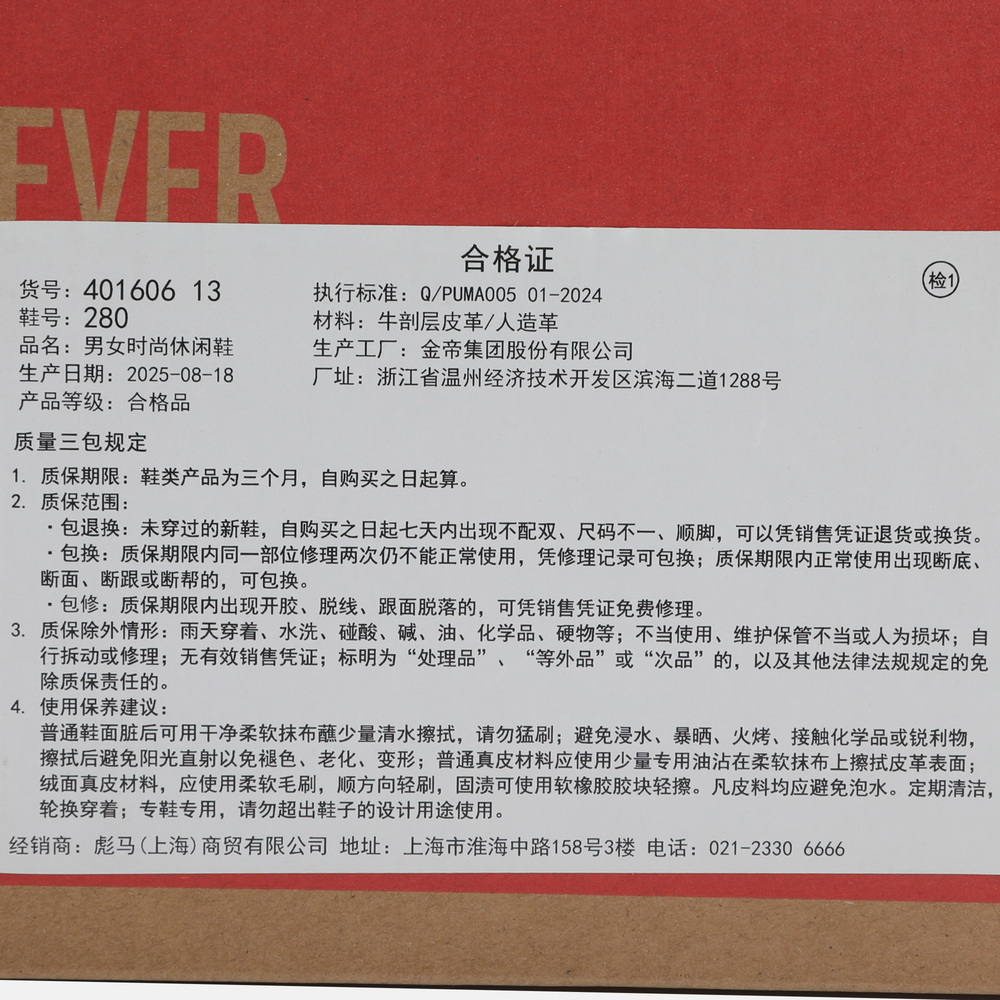 EVER
合格证
检1
货号：401606 13
鞋号：280
品名：男女时尚休闲鞋
生产日期：2025-08-18
产品等级：合格品
执行标准：Q/PUMA005 01-2024
材料：牛剖层皮革/人造革
生产工厂：金帝集团股份有限公司
厂址：浙江省温州经济技术开发区滨海二道1288号
质量三包规定
1. 质保期限：鞋类产品为三个月，自购买之日起算。
2. 质保范围：
·包退换：未穿过的新鞋，自购买之日起七天内出现不配双、尺码不一、顺脚，可以凭销售凭证退货或换货。
·包换：质保期限内同一部位修理两次仍不能正常使用，凭修理记录可包换；质保期限内正常使用出现断底、
断面、断跟或断帮的，可包换。
·包修：质保期限内出现开胶、脱线、跟面脱落的，可凭销售凭证免费修理。
3. 质保除外情形：雨天穿着、水洗、碰酸、碱、油、化学品、硬物等；不当使用、维护保管不当或人为损坏；自
行拆动或修理；无有效销售凭证；标明为“处理品”、“等外品”或“次品”的，以及其他法律法规规定的免
除质保责任的。
4. 使用保养建议：
普通鞋面脏后可用干净柔软抹布蘸少量清水擦拭，请勿猛刷；避免浸水、暴晒、火烤、接触化学品或锐利物，
擦拭后避免阳光直射以免褪色、老化、变形；普通真皮材料应使用少量专用油沾在柔软抹布上擦拭皮革表面；
绒面真皮材料，应使用柔软毛刷，顺方向轻刷，固渍可使用软橡胶胶块轻擦。凡皮料均应避免泡水。定期清洁，
轮换穿着；专鞋专用，请勿超出鞋子的设计用途使用。
经销商：彪马(上海)商贸有限公司 地址：上海市淮海中路158号3楼 电话：021-2330 6666